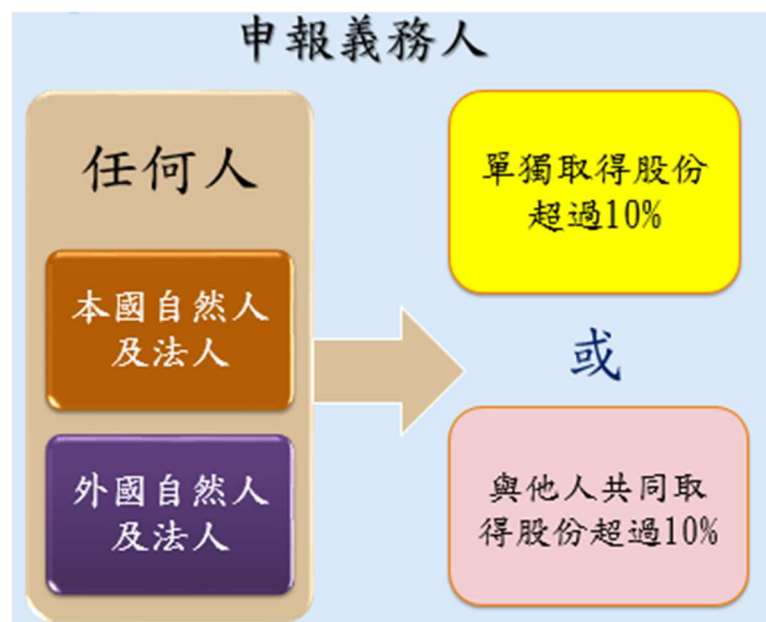 申報義務人
任何人
本國自然人
及法人
外國自然人
及法人
單獨取得股份
超過10%
或
與他人共同取
得股份超過10%